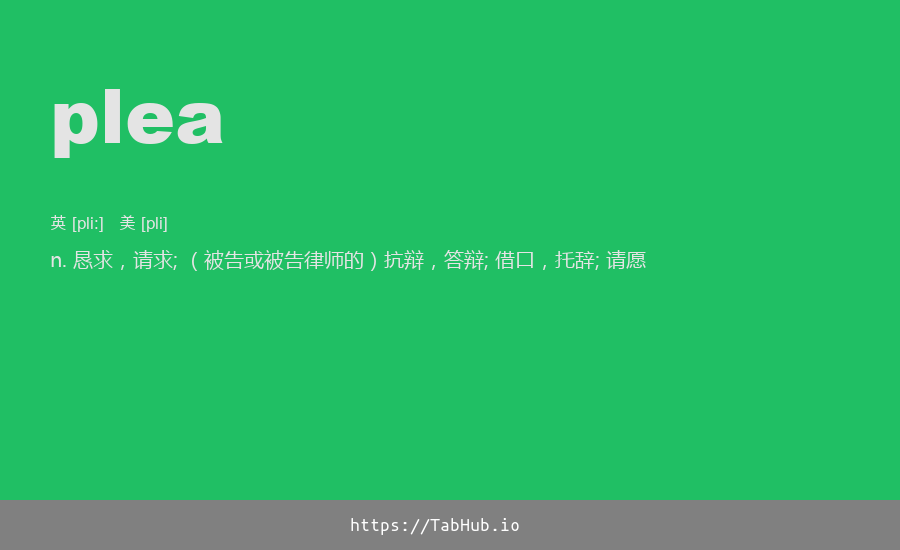 plea
英 [pli:] 美 [pli]
n. 恳求，请求; （被告或被告律师的）抗辩，答辩; 借口，托辞; 请愿
https://TabHub.io